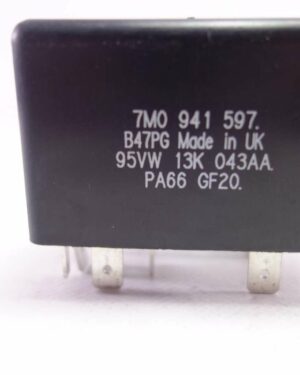 7M0 941 597.
B47PG Made in UK
95VW 13K 043AA.
PA66 GF20.